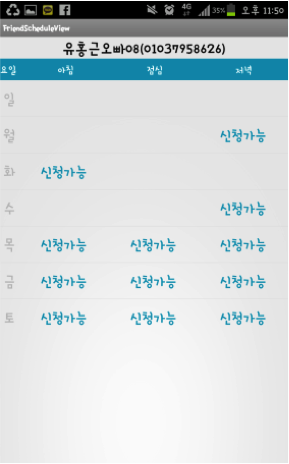 4G
35% 오후 11:50
FriendScheduleView
유홍근오빠08(01037958626)
요일 아침 점심 저녁
일
월 신청가능
화 신청가능
수 신청가능
목 신청가능 신청가능 신청가능
금 신청가능 신청가능 신청가능
토 신청가능 신청가능 신청가능